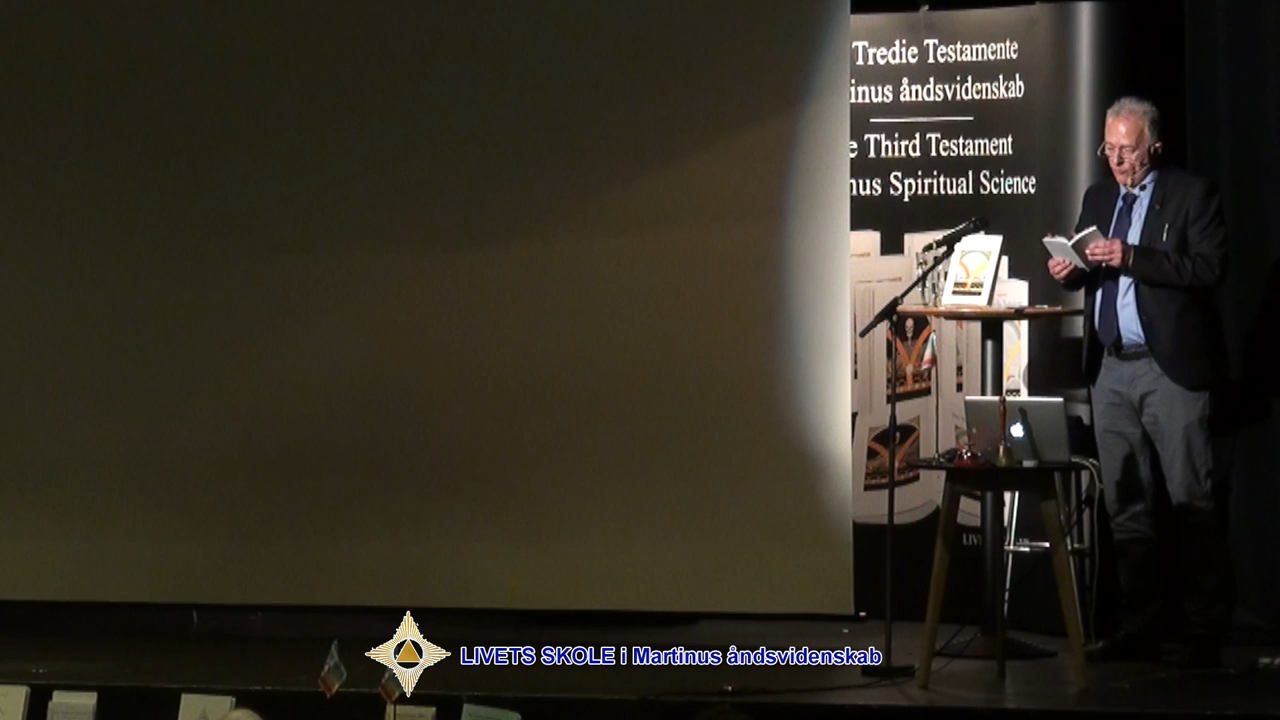 Tredie Testamente
inus åndsvidenskab
e Third Testament
nus Spiritual Science
LIVETS SKOLE i Martinus åndsvidenskab